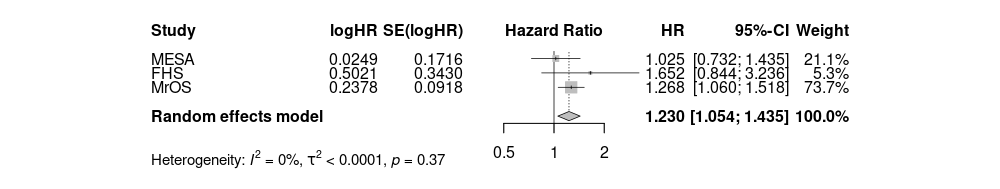 Study logHR SE(logHR) Hazard Ratio HR 95%-CI Weight
MESA 0.0249 0.1716 1.025 [0.732; 1.435] 21.1%
FHS 0.5021 0.3430 1.652 [0.844; 3.236] 5.3%
MrOS 0.2378 0.0918 1.268 [1.060; 1.518] 73.7%
Random effects model 1.230 [1.054; 1.435] 100.0%
0.5 1 2
Heterogeneity: I² = 0%, τ² < 0.0001, p = 0.37